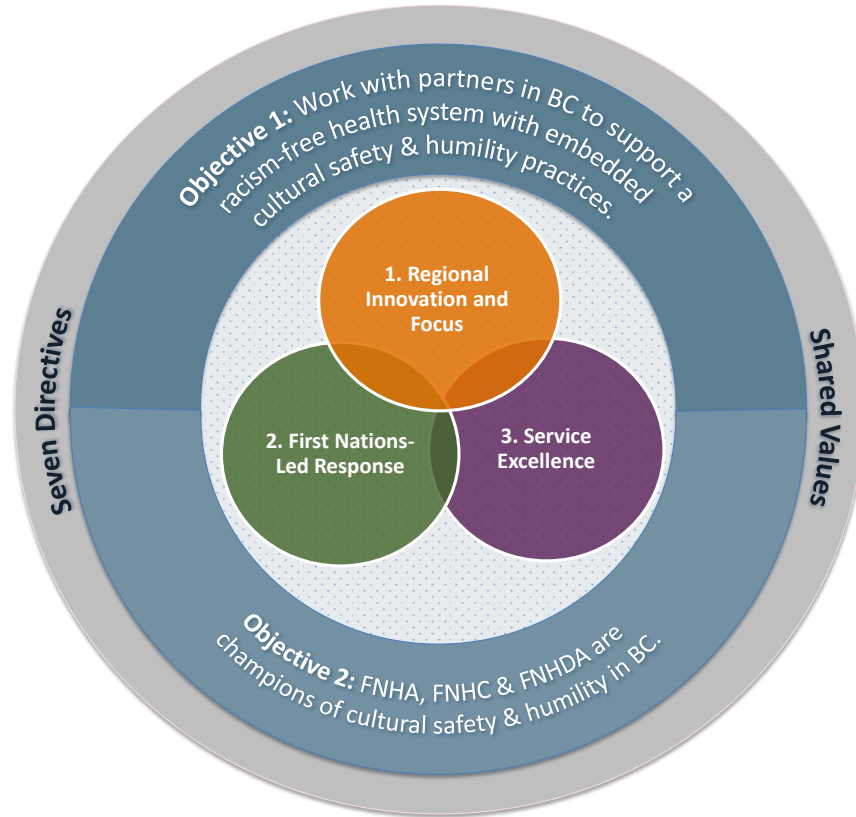 Objective 1: Work with partners in BC to support a
racism-free health system with embedded
cultural safety & humility practices.
1. Regional
Innovation and
Focus
Seven Directives
Shared Values
2. First Nations-
Led Response
3. Service
Excellence
Objective 2: FNHA, FNHC & FNHDA are
champions of cultural safety & humility in BC.